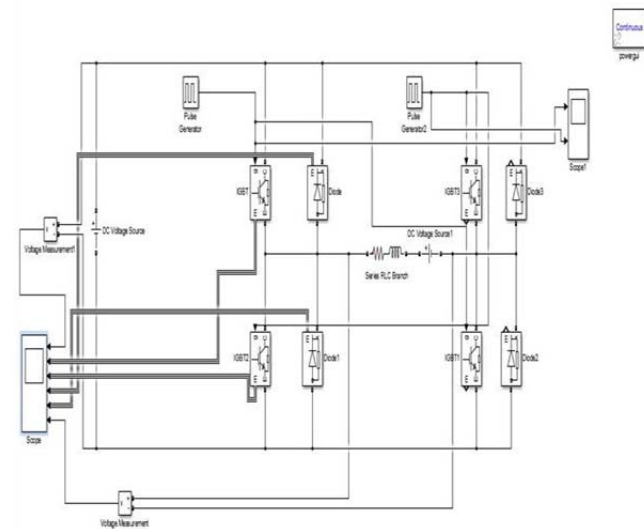 Continuous
powergui
Pulse
Generator
Pulse
Generator2
Scope1
IGBT
Diode
IGBT3
Diode3
DC Voltage Source
Voltage Measurement1
DC Voltage Source1
Series RLC Branch
IGBT2
Diode1
IGBT1
Diode2
Scope
Voltage Measurement